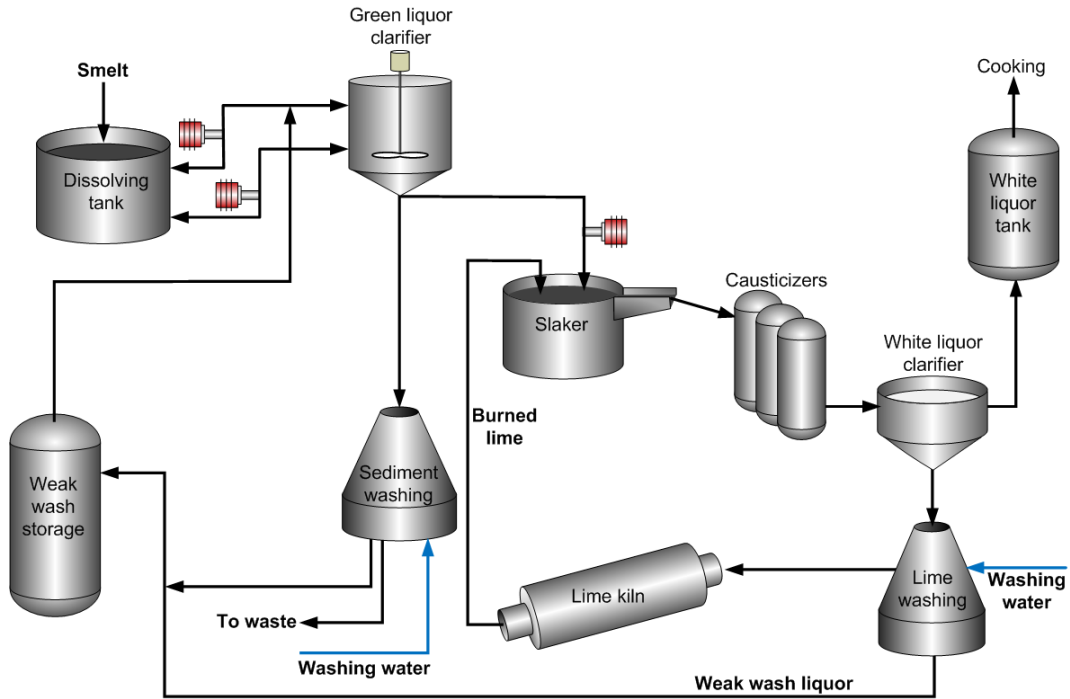 Green liquor
clarifier
Smelt
Cooking
Dissolving
tank
White
liquor
tank
Causticizers
Slaker
White liquor
clarifier
Burned
lime
Sediment
washing
Weak
wash
storage
Lime kiln
Lime
washing
Washing
water
To waste
Washing water
Weak wash liquor